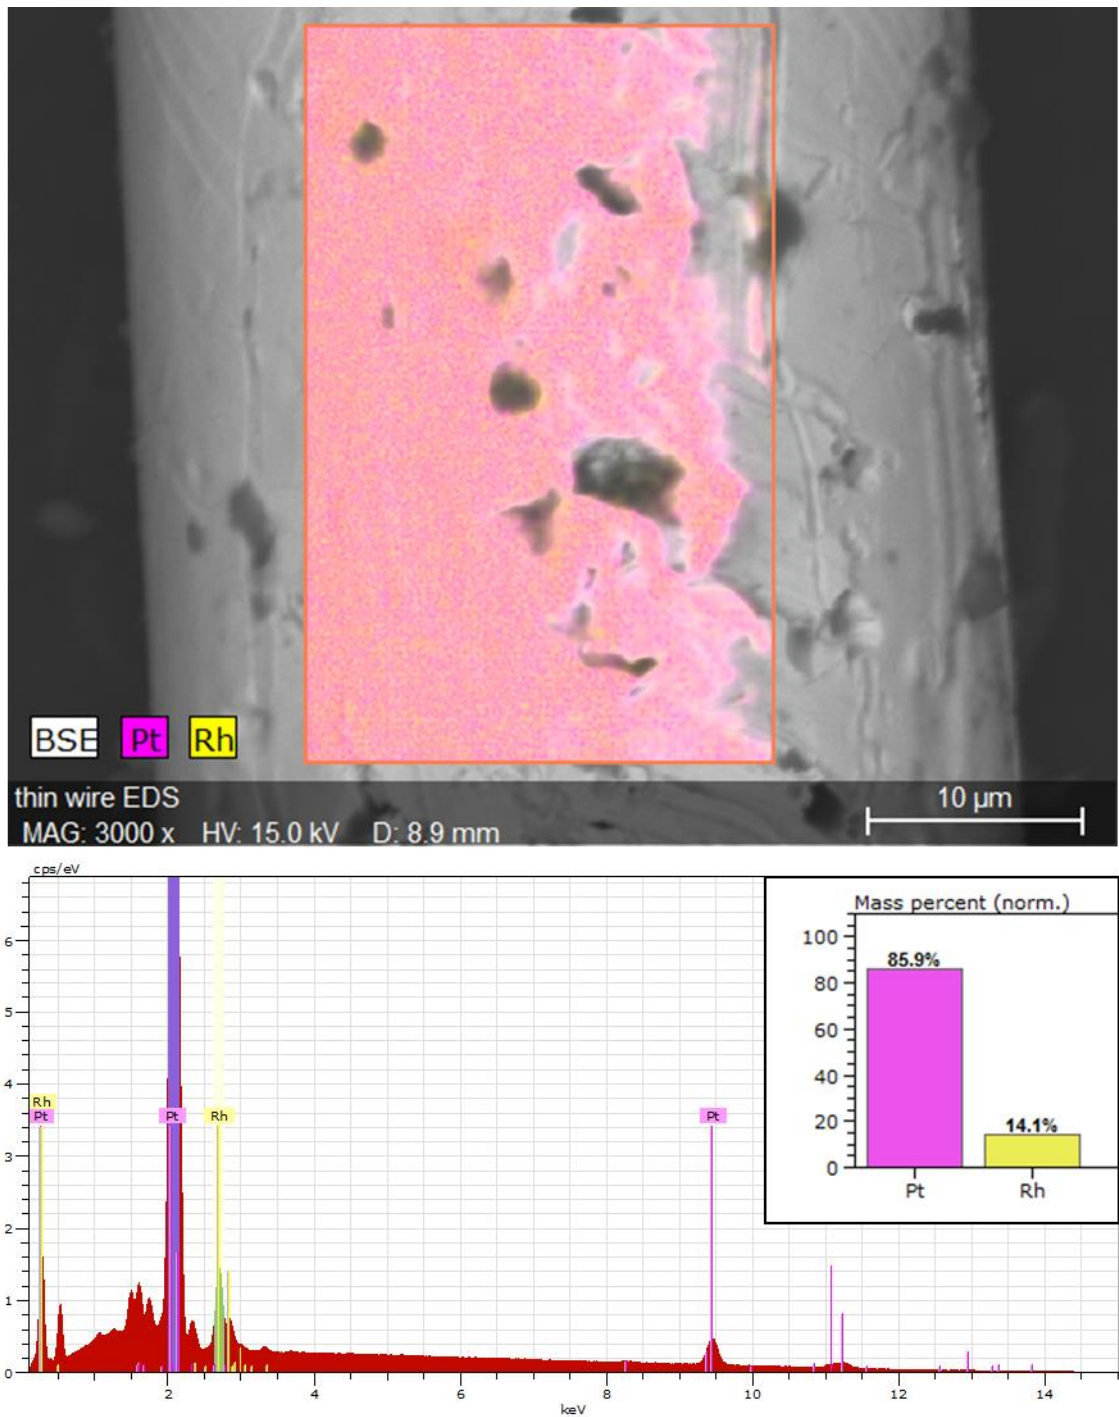 BSE Pt Rh
thin wire EDS
10 µm
MAG: 3000 x HV: 15.0 kV D: 8.9 mm
cps/eV
Mass percent (norm.)
100
80
60
40
20
0
85.9%
14.1%
Pt Rh
6
5
4
3
2
1
0
Rh
Pt Pt Rh Pt
2 4 6 8 10 12 14
keV